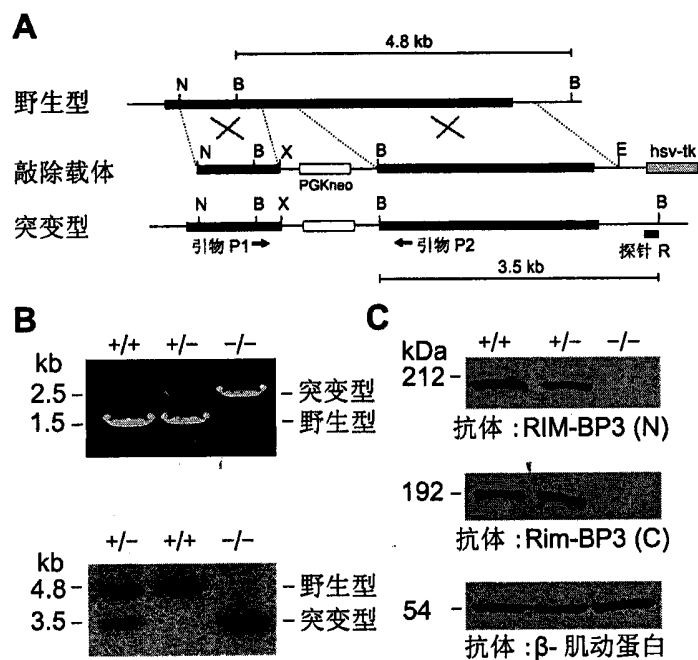 A
4.8 kb
N B B
野生型
N B X B E hsv-tk
敲除载体
PGKneo
N B X B B
突变型
引物 P1 引物 P2 探针 R
3.5 kb
B
+/+ +/− −/−
kb
2.5 突变型
1.5 野生型
+/− +/+ −/−
kb
4.8 野生型
3.5 突变型
C
+/+ +/− −/−
kDa
212
抗体：RIM-BP3 (N)
192
抗体：Rim-BP3 (C)
54
抗体：β- 肌动蛋白